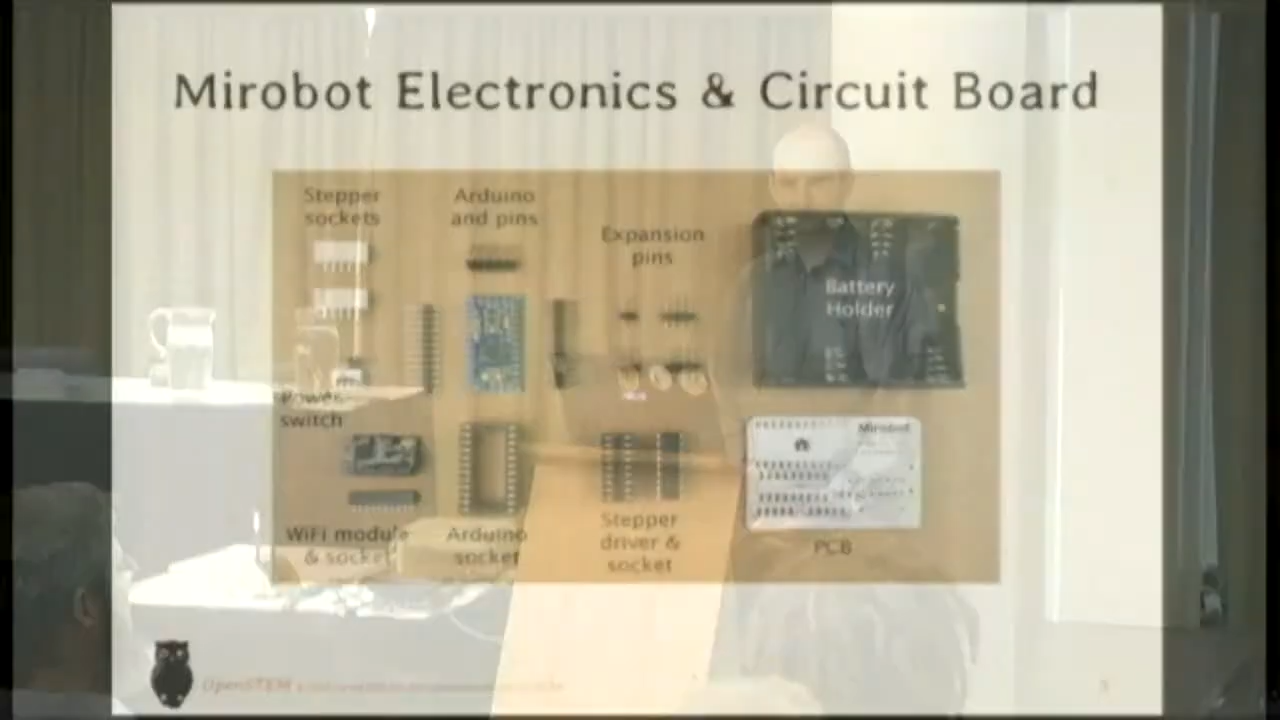 Mirobot Electronics & Circuit Board
Stepper
sockets
Arduino
and pins
Expansion
pins
Battery
Holder
Power
switch
WiFi module
& socket
Arduino
socket
Stepper
driver &
socket
Mirobot
PCB
OpenSTEM